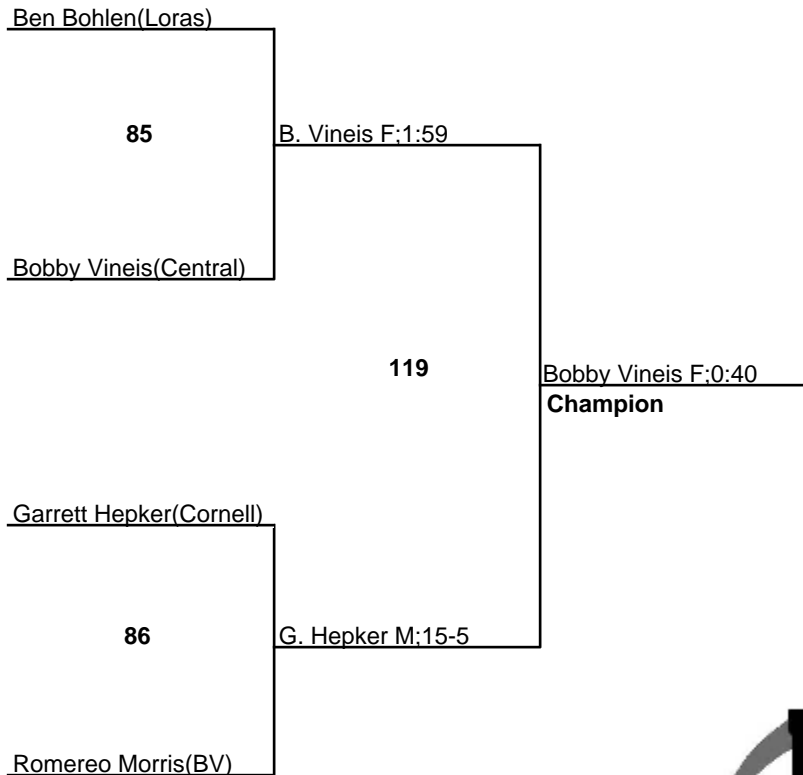 Ben Bohlen(Loras)
85
B. Vineis F;1:59
Bobby Vineis(Central)
119
Bobby Vineis F;0:40
Champion
Garrett Hepker(Cornell)
86
G. Hepker M;15-5
Romereo Morris(BV)